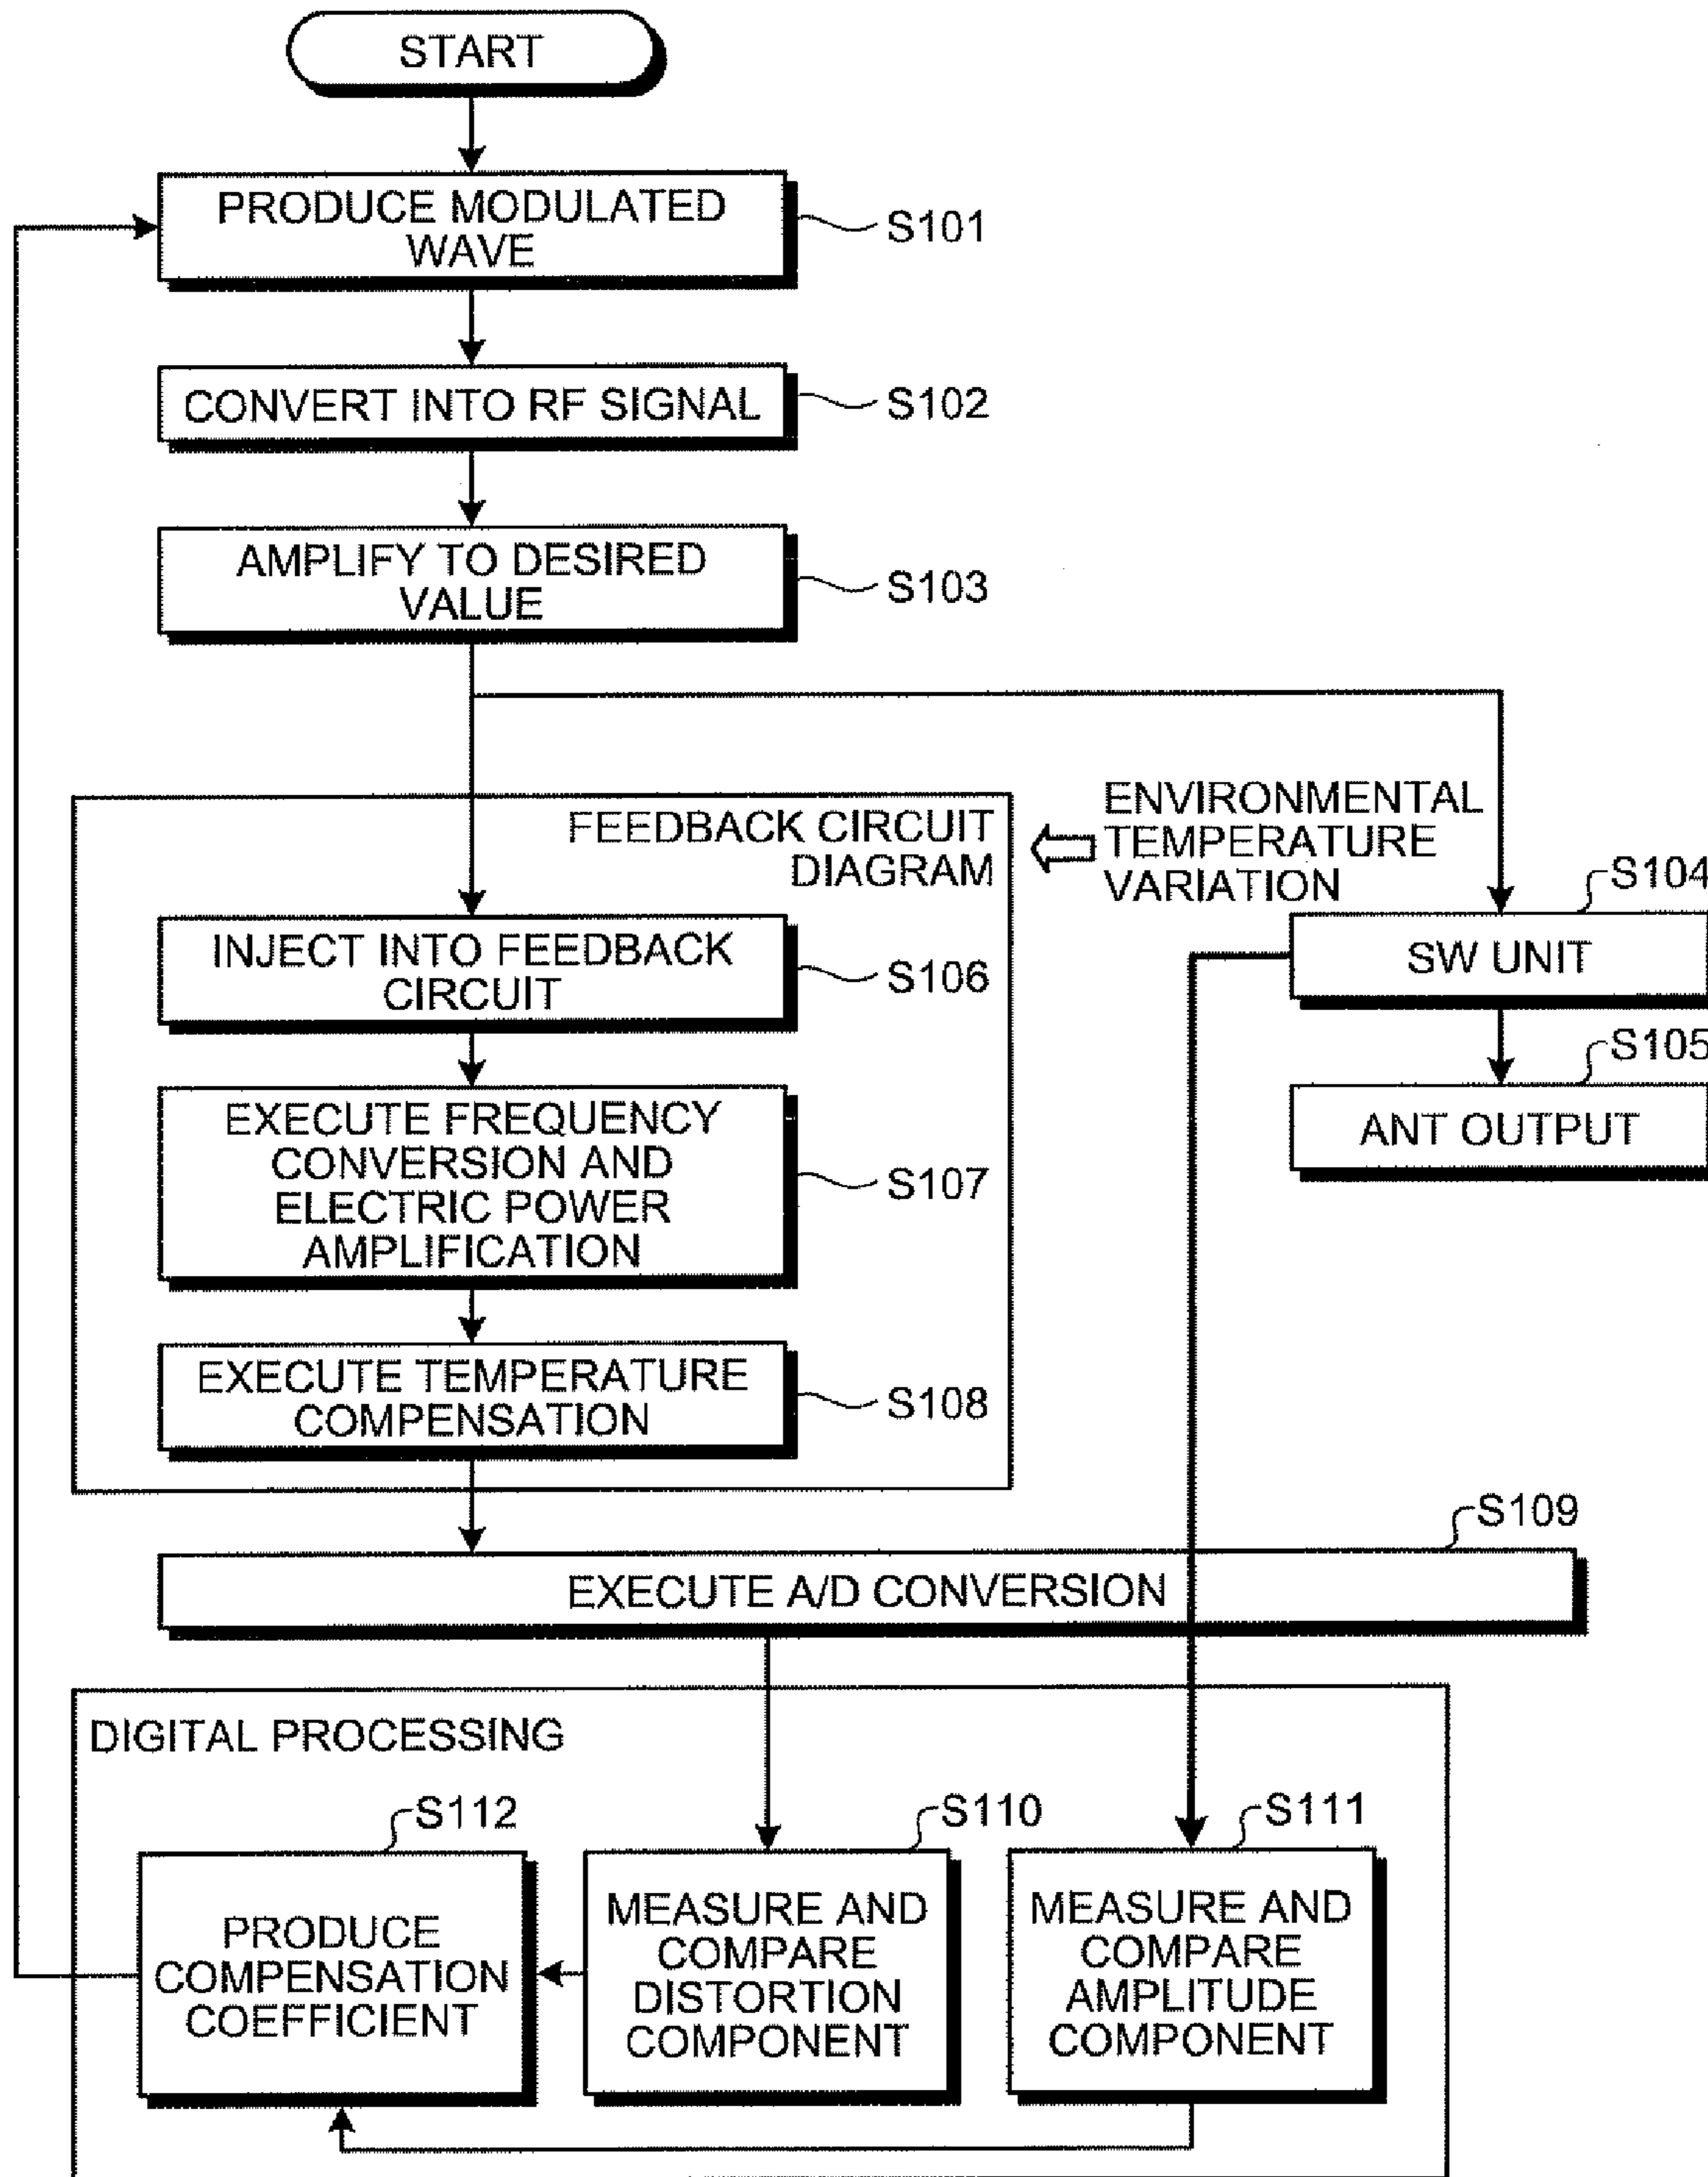 START
PRODUCE MODULATED
WAVE
S101
CONVERT INTO RF SIGNAL
S102
AMPLIFY TO DESIRED
VALUE
S103
FEEDBACK CIRCUIT
DIAGRAM
ENVIRONMENTAL
TEMPERATURE
VARIATION
S104
SW UNIT
S105
ANT OUTPUT
INJECT INTO FEEDBACK
CIRCUIT
S106
EXECUTE FREQUENCY
CONVERSION AND
ELECTRIC POWER
AMPLIFICATION
S107
EXECUTE TEMPERATURE
COMPENSATION
S108
S109
EXECUTE A/D CONVERSION
DIGITAL PROCESSING
S112
PRODUCE
COMPENSATION
COEFFICIENT
S110
MEASURE AND
COMPARE
DISTORTION
COMPONENT
S111
MEASURE AND
COMPARE
AMPLITUDE
COMPONENT